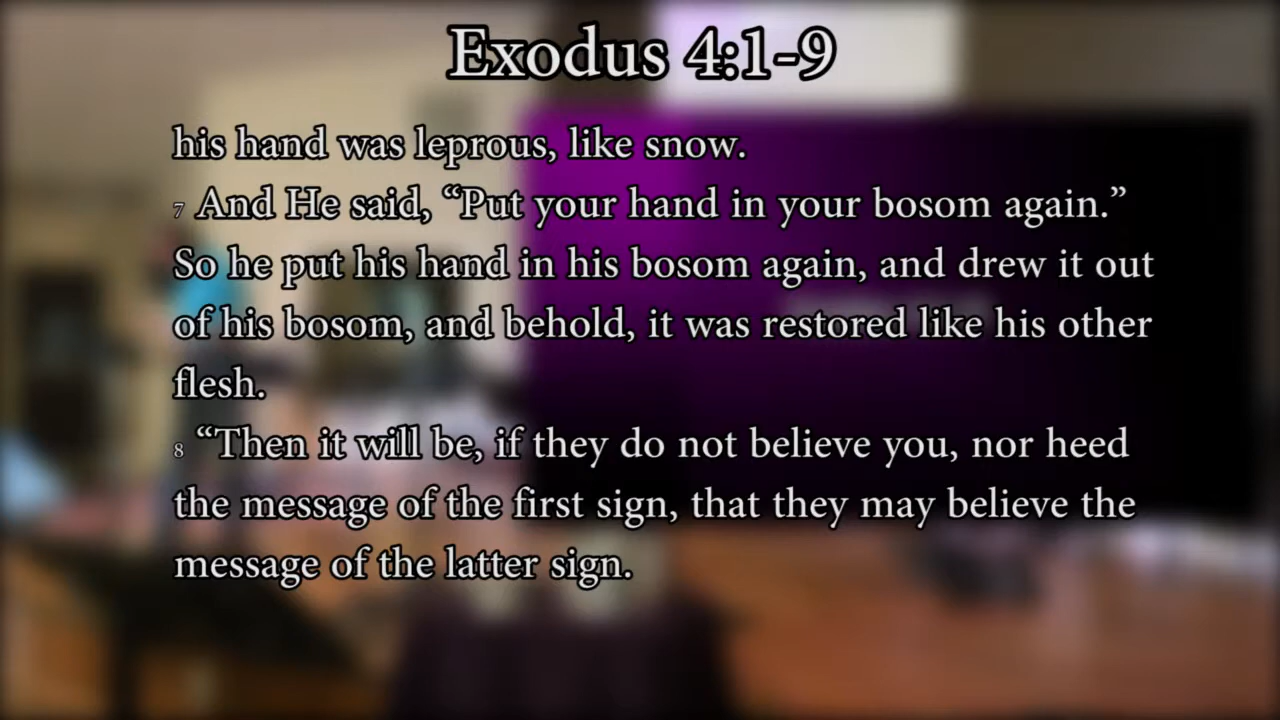 Exodus 4:1-9
his hand was leprous, like snow.
7 And He said, “Put your hand in your bosom again.”
So he put his hand in his bosom again, and drew it out
of his bosom, and behold, it was restored like his other
flesh.
8 “Then it will be, if they do not believe you, nor heed
the message of the first sign, that they may believe the
message of the latter sign.